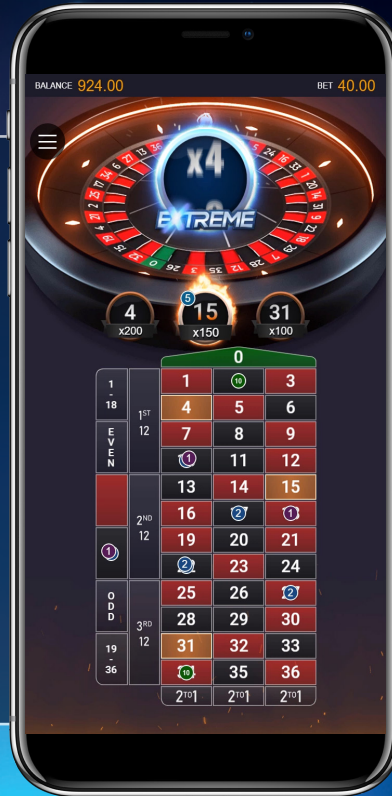 BALANCE 924.00 BET 40.00
x4
EXTREME
5
4 15 31
x200 x150 x100
0
1 - 18
EVEN
ODD
19 - 36
1ST 12
2ND 12
3RD 12
1 10 3
4 5 6
7 8 9
1 11 12
13 14 15
16 2 1
19 20 21
1
2 23 24
25 26 2
28 29 30
31 32 33
10 35 36
2TO1 2TO1 2TO1